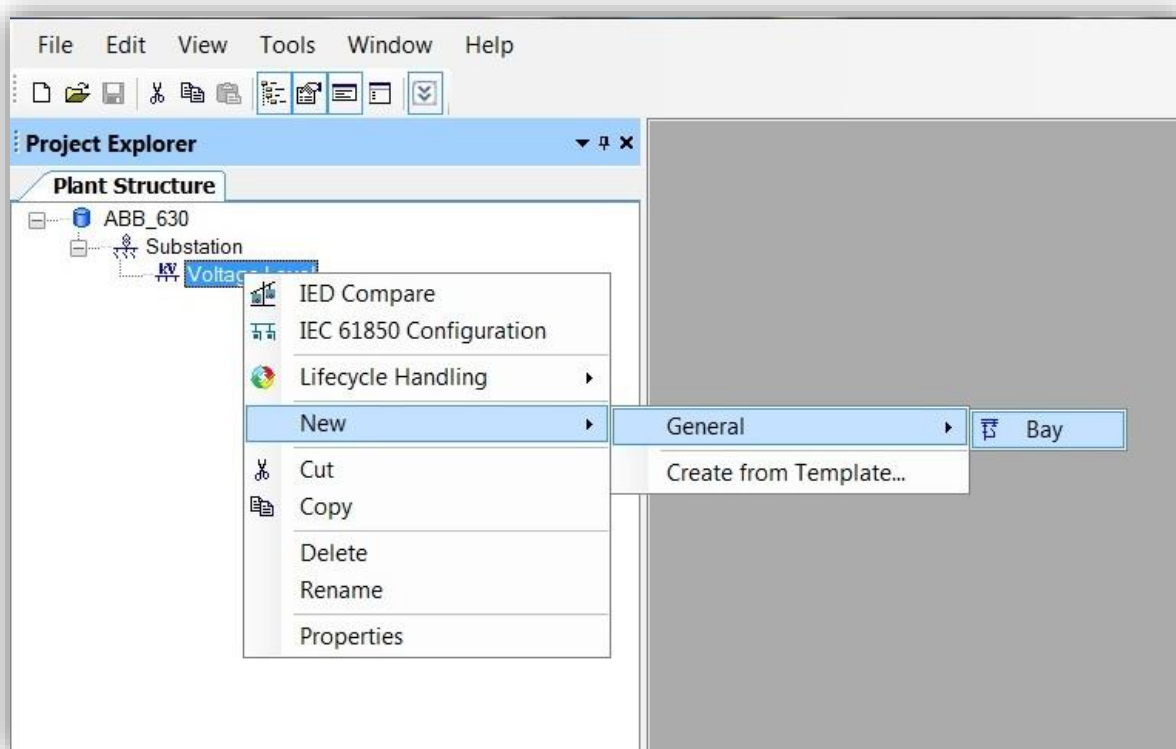 File Edit View Tools Window Help
Project Explorer
Plant Structure
ABB_630
Substation
KV Voltage Level
IED Compare
IEC 61850 Configuration
Lifecycle Handling
New
General
Bay
Create from Template...
Cut
Copy
Delete
Rename
Properties